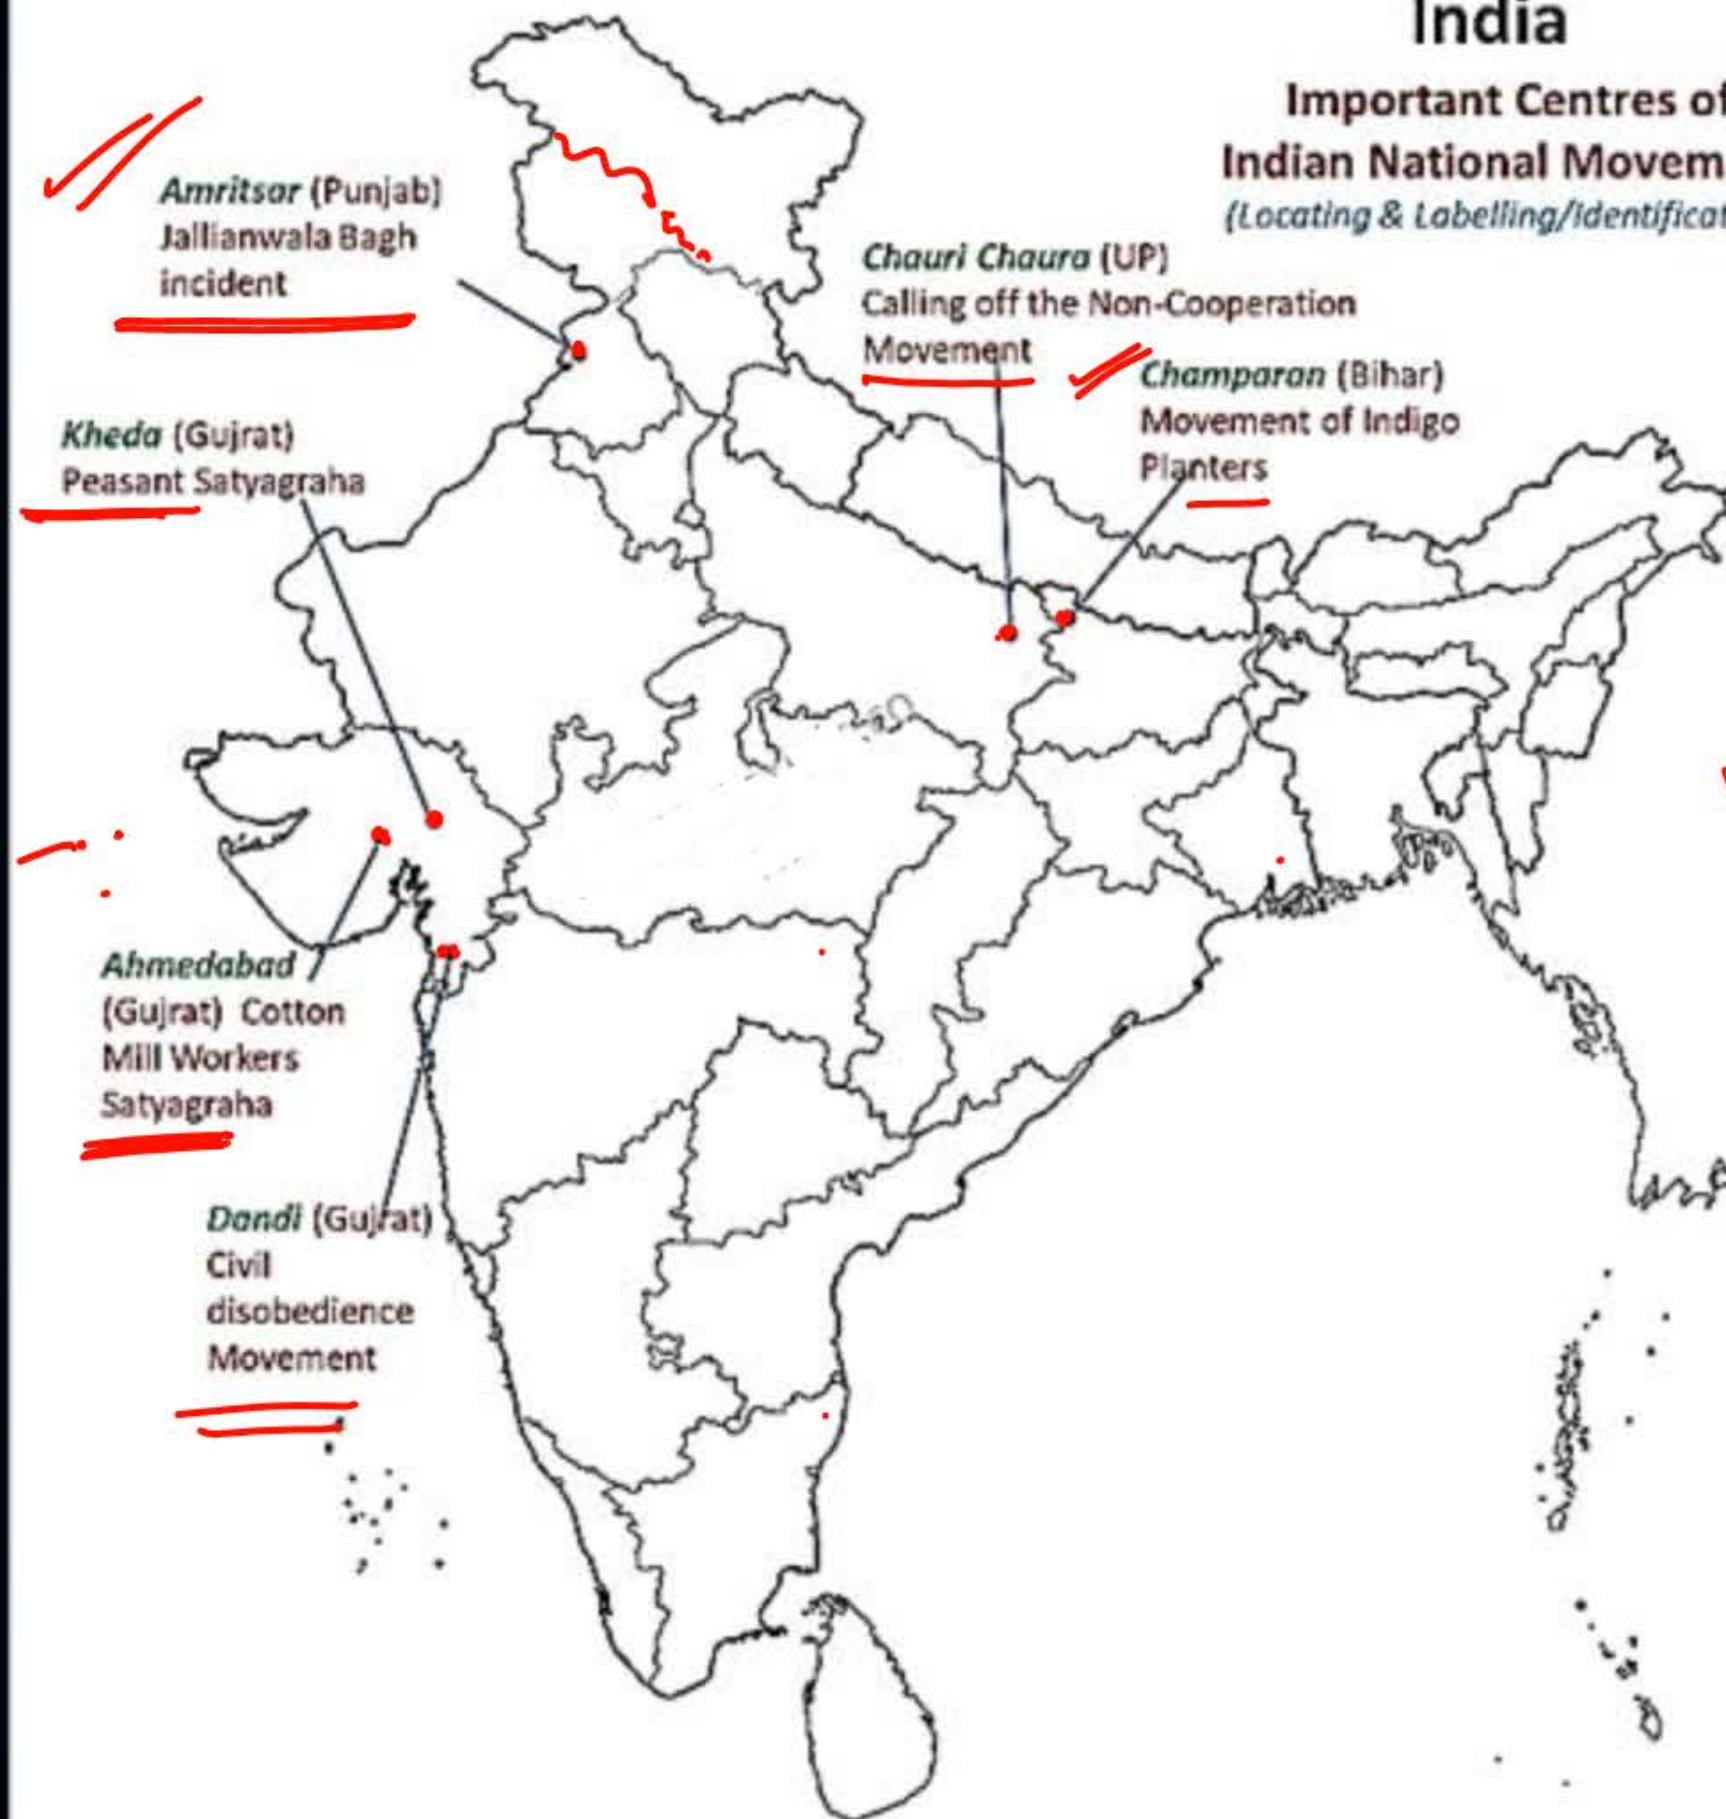 India
Important Centres of
Indian National Movem
(Locating & Labelling/Identificat
Amritsar (Punjab)
Jallianwala Bagh
incident
Chauri Chaura (UP)
Calling off the Non-Cooperation
Movement
Champaran (Bihar)
Movement of Indigo
Planters
Kheda (Gujrat)
Peasant Satyagraha
Ahmedabad
(Gujrat) Cotton
Mill Workers
Satyagraha
Dandi (Gujrat)
Civil
disobedience
Movement